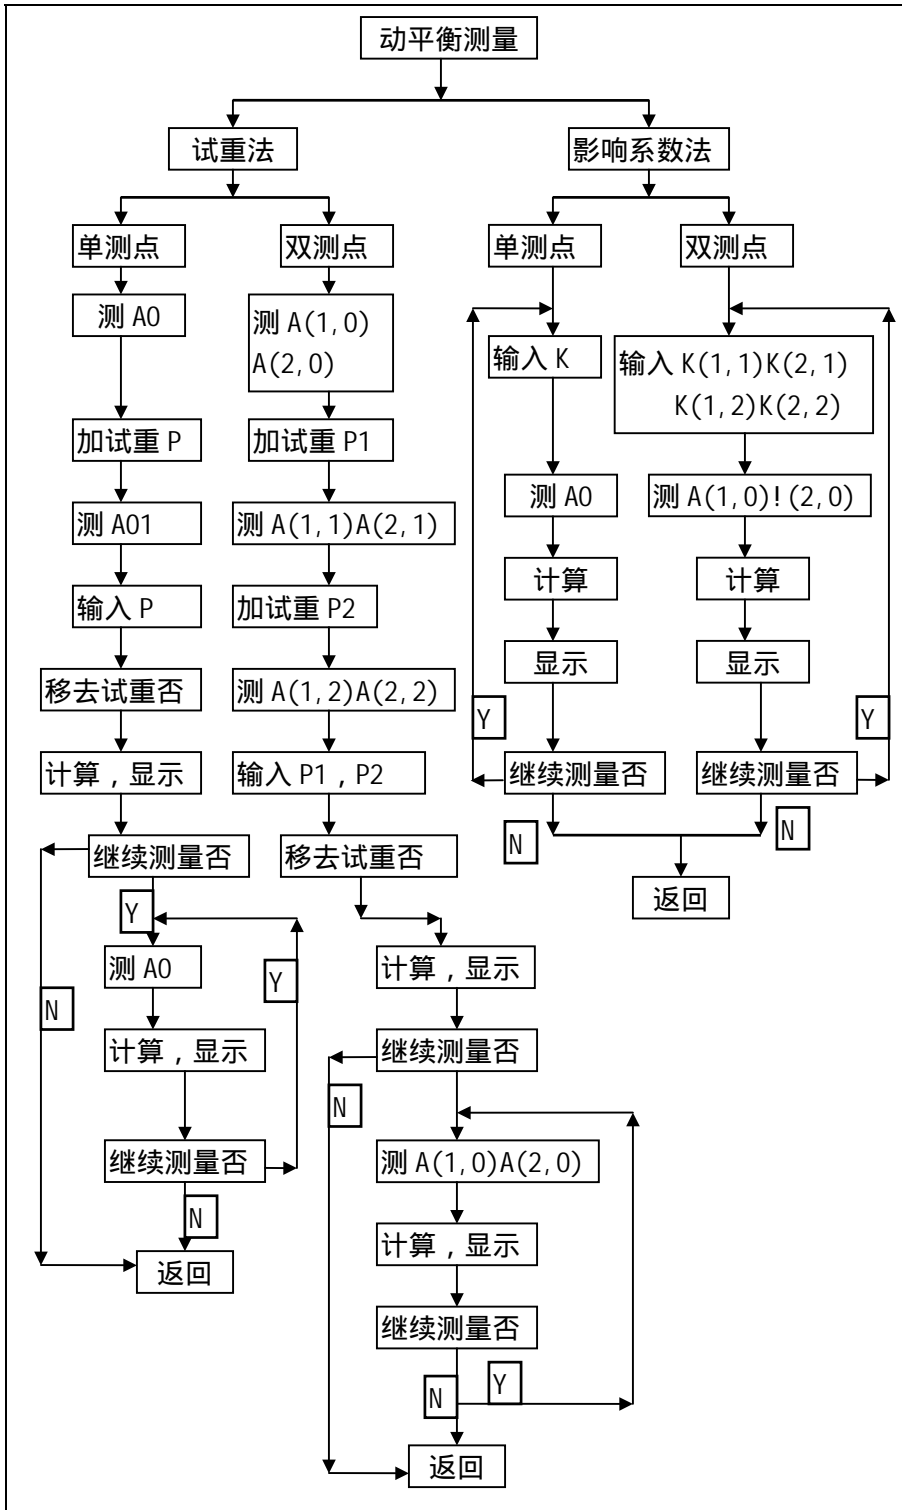 动平衡测量
试重法
影响系数法
单测点
双测点
单测点
双测点
测 A0
测 A(1,0)
A(2,0)
输入 K
输入 K(1,1)K(2,1)
K(1,2)K(2,2)
加试重 P
加试重 P1
测 A01
测 A(1,1)A(2,1)
测 A0
测 A(1,0)!(2,0)
输入 P
加试重 P2
计算
计算
移去试重否
测 A(1,2)A(2,2)
显示
显示
Y
Y
计算，显示
输入 P1，P2
继续测量否
继续测量否
N
N
继续测量否
移去试重否
返回
Y
测 A0
Y
计算，显示
N
计算，显示
继续测量否
N
继续测量否
测 A(1,0)A(2,0)
N
计算，显示
返回
继续测量否
N
Y
返回